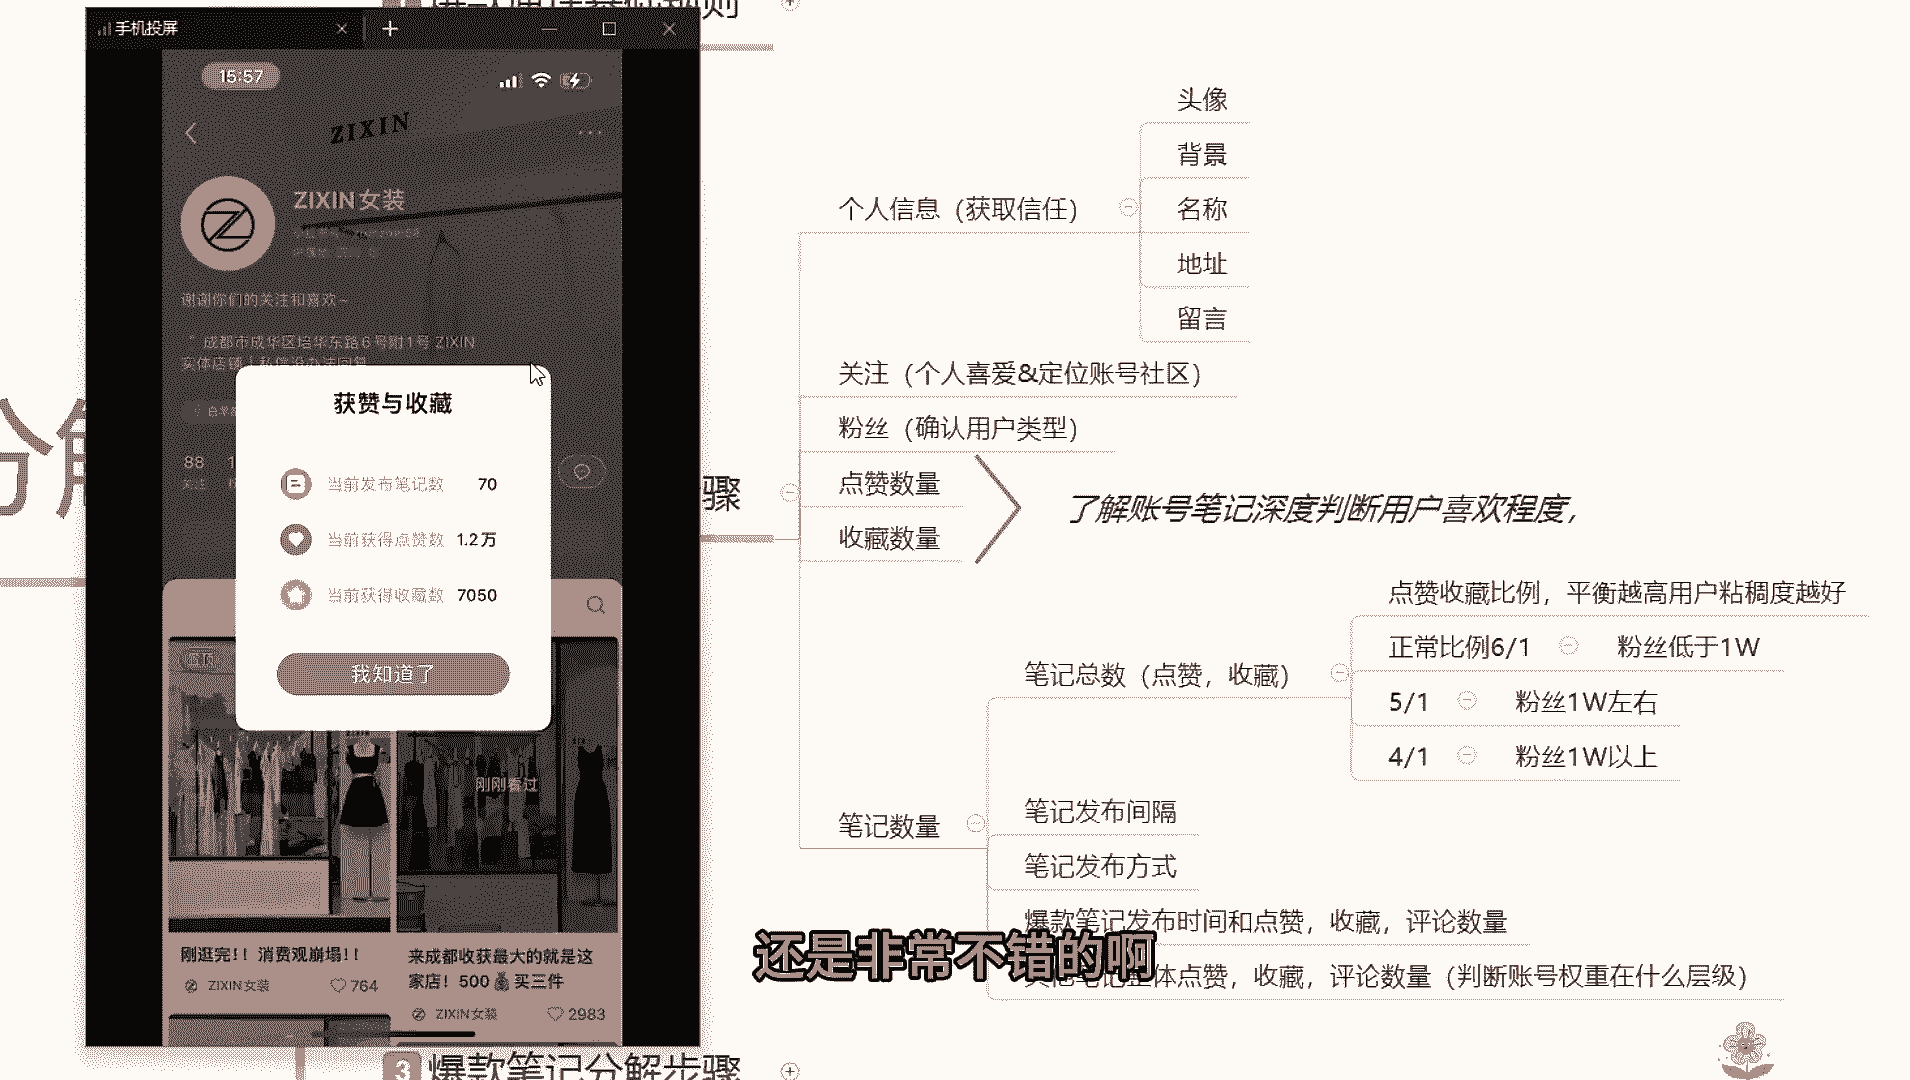 手机投屏
15:57
ZIXIN
ZIXIN女装
谢谢你们的关注和喜欢~
成都市成华区培华东路6号附1号 ZIXIN
实体店铺
88
关注
获赞与收藏
当前发布笔记数 70
当前获得点赞数 1.2万
当前获得收藏数 7050
我知道了
刚刚看过
刚逛完!! 消费观崩塌!!
ZIXIN女装 764
来成都收获最大的就是这
家店! 500💰买三件
ZIXIN女装 2983
骤
个人信息（获取信任）
头像
背景
名称
地址
留言
关注（个人喜爱&定位账号社区）
粉丝（确认用户类型）
点赞数量
收藏数量
了解账号笔记深度判断用户喜欢程度，
笔记数量
笔记总数（点赞，收藏）
点赞收藏比例，平衡越高用户粘稠度越好
正常比例6/1 粉丝低于1W
5/1 粉丝1W左右
4/1 粉丝1W以上
笔记发布间隔
笔记发布方式
爆款笔记发布时间和点赞，收藏，评论数量
其他笔记整体点赞，收藏，评论数量（判断账号权重在什么层级）
还是非常不错的啊
3 爆款笔记分解步骤